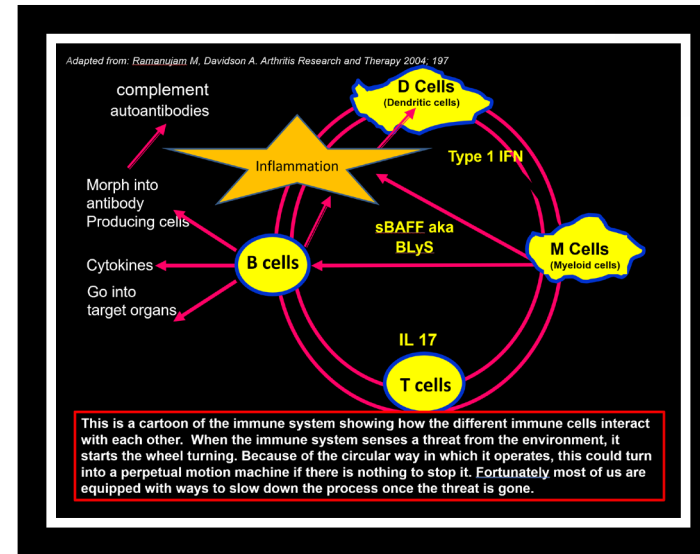 Adapted from: Ramanujam M, Davidson A. Arthritis Research and Therapy 2004; 197
complement
autoantibodies
D Cells
(Dendritic cells)
Inflammation
Type 1 IFN
Morph into
antibody
Producing cells
sBAFF aka
BLyS
M Cells
(Myeloid cells)
B cells
Cytokines
Go into
target organs
IL 17
T cells
This is a cartoon of the immune system showing how the different immune cells interact
with each other. When the immune system senses a threat from the environment, it
starts the wheel turning. Because of the circular way in which it operates, this could turn
into a perpetual motion machine if there is nothing to stop it. Fortunately most of us are
equipped with ways to slow down the process once the threat is gone.